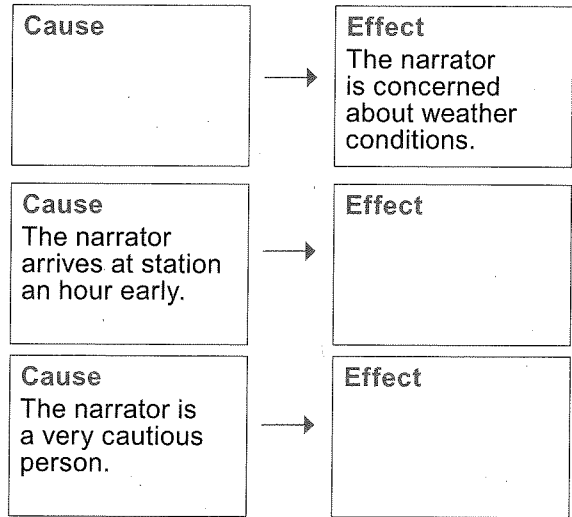 Cause
Effect
The narrator
is concerned
about weather
conditions.
Cause
The narrator
arrives at station
an hour early.
Effect
Cause
The narrator is
a very cautious
person.
Effect